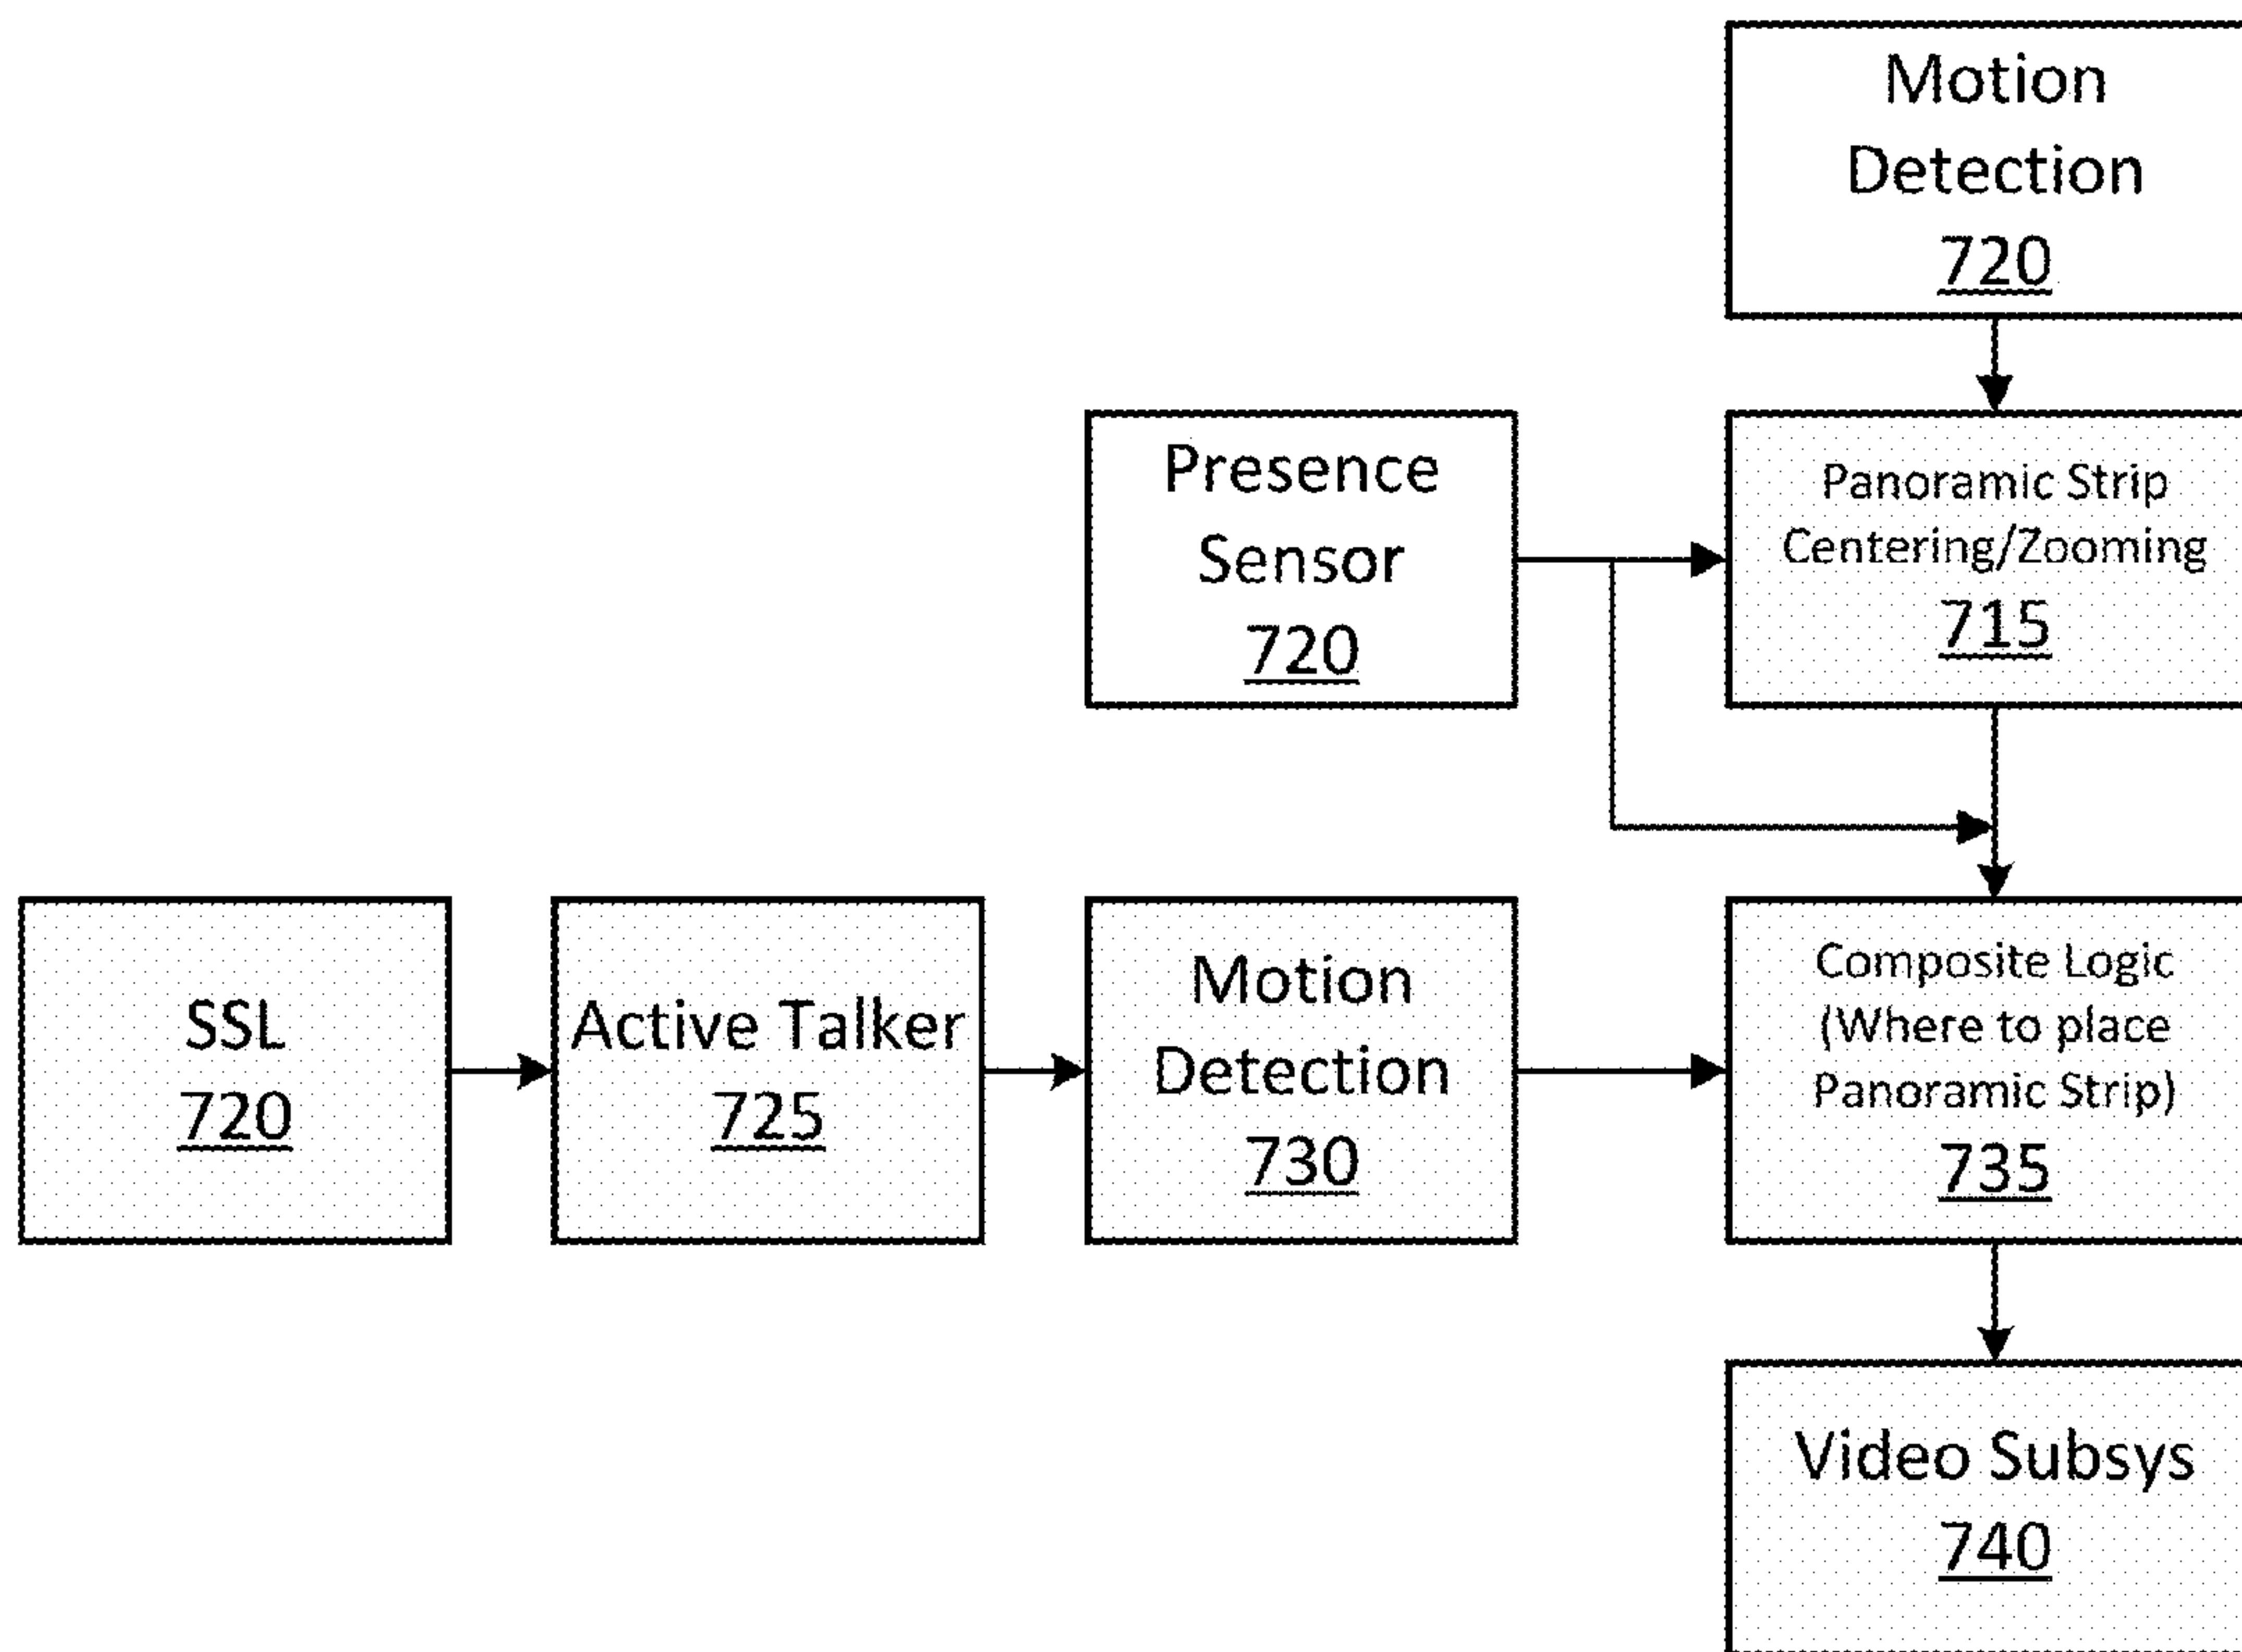 Motion
Detection
720
Presence
Sensor
720
Panoramic Strip
Centering/Zooming
715
SSL
720
Active Talker
725
Motion
Detection
730
Composite Logic
(Where to place
Panoramic Strip)
735
Video Subsys
740